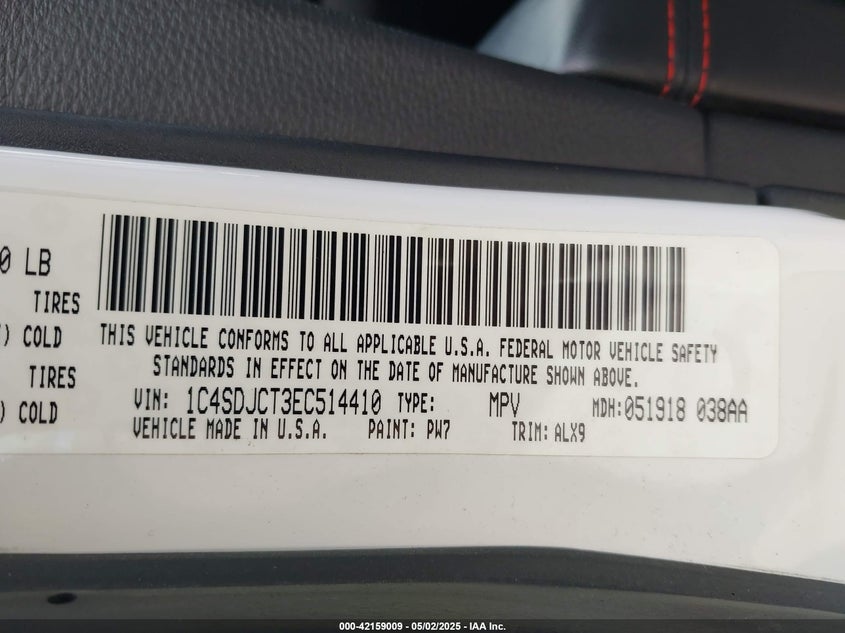 0 LB
TIRES
) COLD
TIRES
) COLD
THIS VEHICLE CONFORMS TO ALL APPLICABLE U.S.A. FEDERAL MOTOR VEHICLE SAFETY
STANDARDS IN EFFECT ON THE DATE OF MANUFACTURE SHOWN ABOVE.
VIN: 1C4SDJCT3EC514410 TYPE: MPV MDH:051918 038AA
VEHICLE MADE IN U.S.A. PAINT: PW7 TRIM: ALX9
000-42159009 - 05/02/2025 - IAA Inc.